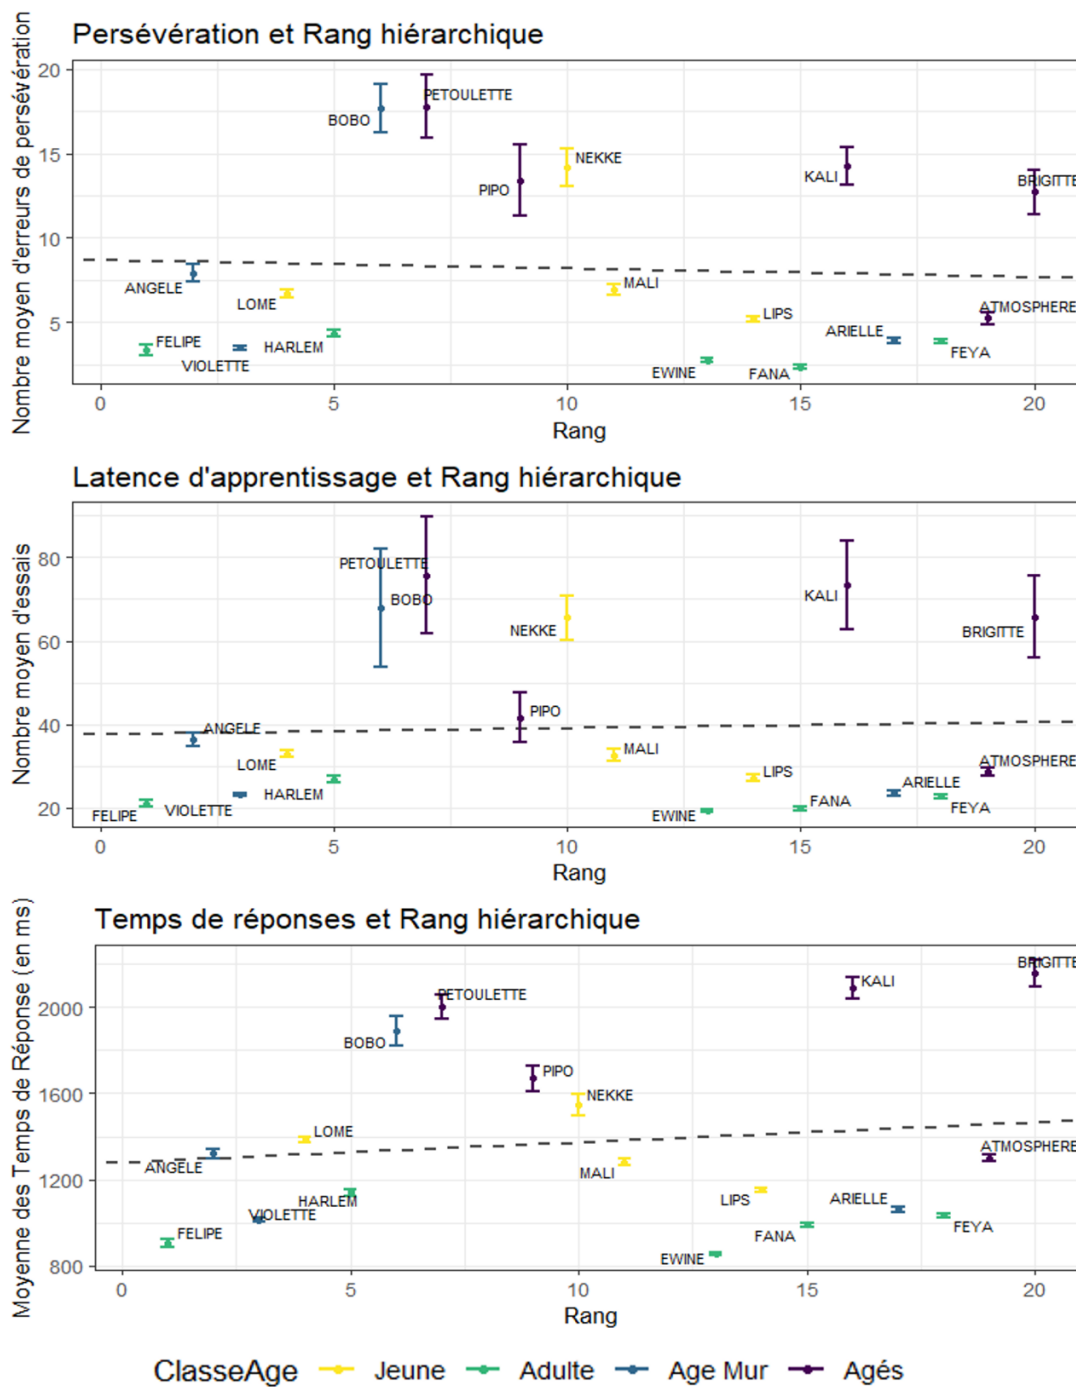 Persévération et Rang hiérarchique
Nombre moyen d'erreurs de persévération
20
15
10
5
PETOULETTE
BOBO
NEKKE
PIPO
KALI
BRIGITTE
ANGELE
LOME
MALI
LIPS
ATMOSPHERE
FELIPE
VIOLETTE
HARLEM
ARIELLE
FEYA
EWINE
FANA
0 5 10 15 20
Rang
Latence d'apprentissage et Rang hiérarchique
Nombre moyen d'essais
80
60
40
20
PETOULETTE
BOBO
NEKKE
KALI
BRIGITTE
PIPO
ANGELE
LOME
MALI
LIPS
ATMOSPHERE
HARLEM
VIOLETTE
FELIPE
ARIELLE
FANA
FEYA
EWINE
0 5 10 15 20
Rang
Temps de réponses et Rang hiérarchique
Moyenne des Temps de Réponse (en ms)
2000
1600
1200
800
BRIGITTE
KALI
PETOULETTE
BOBO
PIPO
NEKKE
LOME
ANGELE
MALI
ATMOSPHERE
HARLEM
VIOLETTE
FELIPE
LIPS
ARIELLE
FEYA
FANA
EWINE
0 5 10 15 20
Rang
ClasseAge Jeune Adulte Age Mur Agés